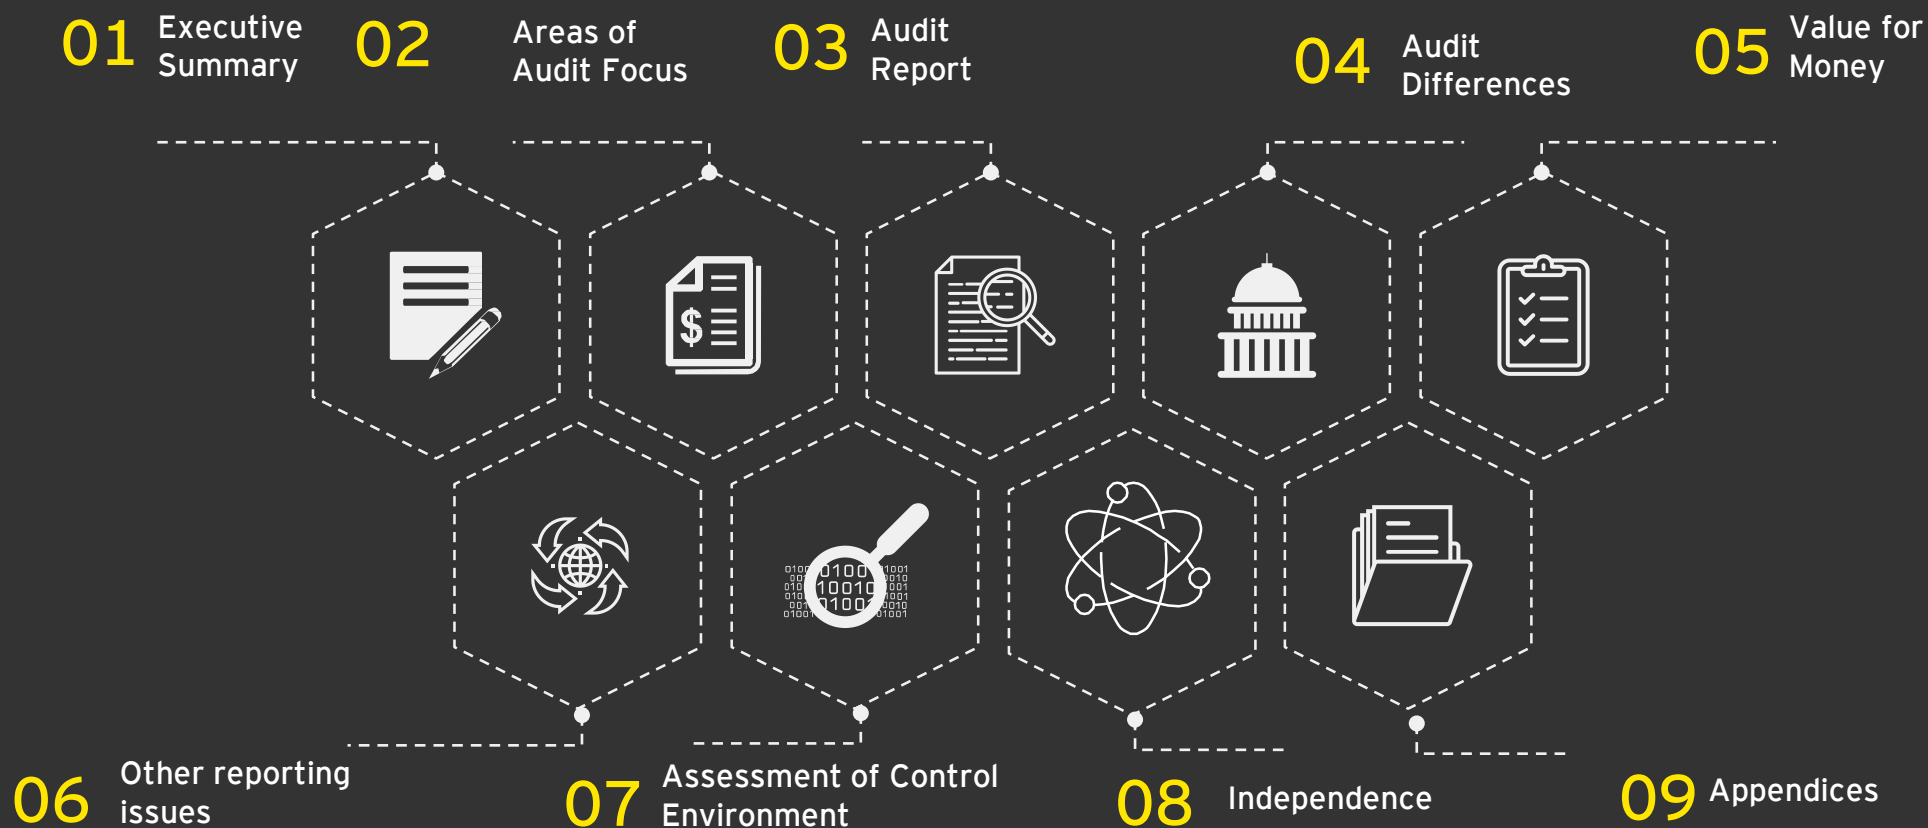 01 Executive
Summary
02 Areas of
Audit Focus
03 Audit
Report
04 Audit
Differences
05 Value for
Money
$
06 Other reporting
issues
07 Assessment of Control
Environment
08 Independence
09 Appendices